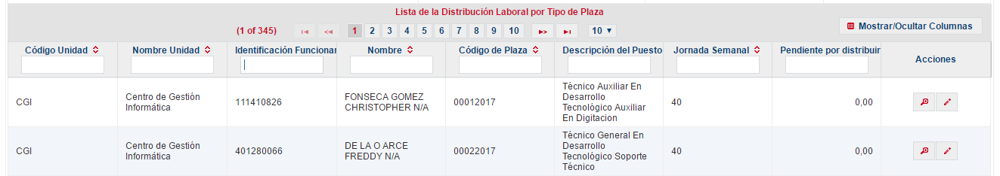 Lista de la Distribución Laboral por Tipo de Plaza
(1 of 345) 1 2 3 4 5 6 7 8 9 10 10 Mostrar/Ocultar Columnas
Código Unidad Nombre Unidad Identificación Funcionar Nombre Código de Plaza Descripción del Puesto Jornada Semanal Pendiente por distribuir Acciones
CGI
Centro de Gestión
Informática
111410826
FONSECA GOMEZ
CHRISTOPHER N/A
00012017
Técnico Auxiliar En
Desarrollo
Tecnológico Auxiliar
En Digitacion
40
0,00
CGI
Centro de Gestión
Informática
401280066
DE LA O ARCE
FREDDY N/A
00022017
Técnico General En
Desarrollo
Tecnológico Soporte
Técnico
40
0,00